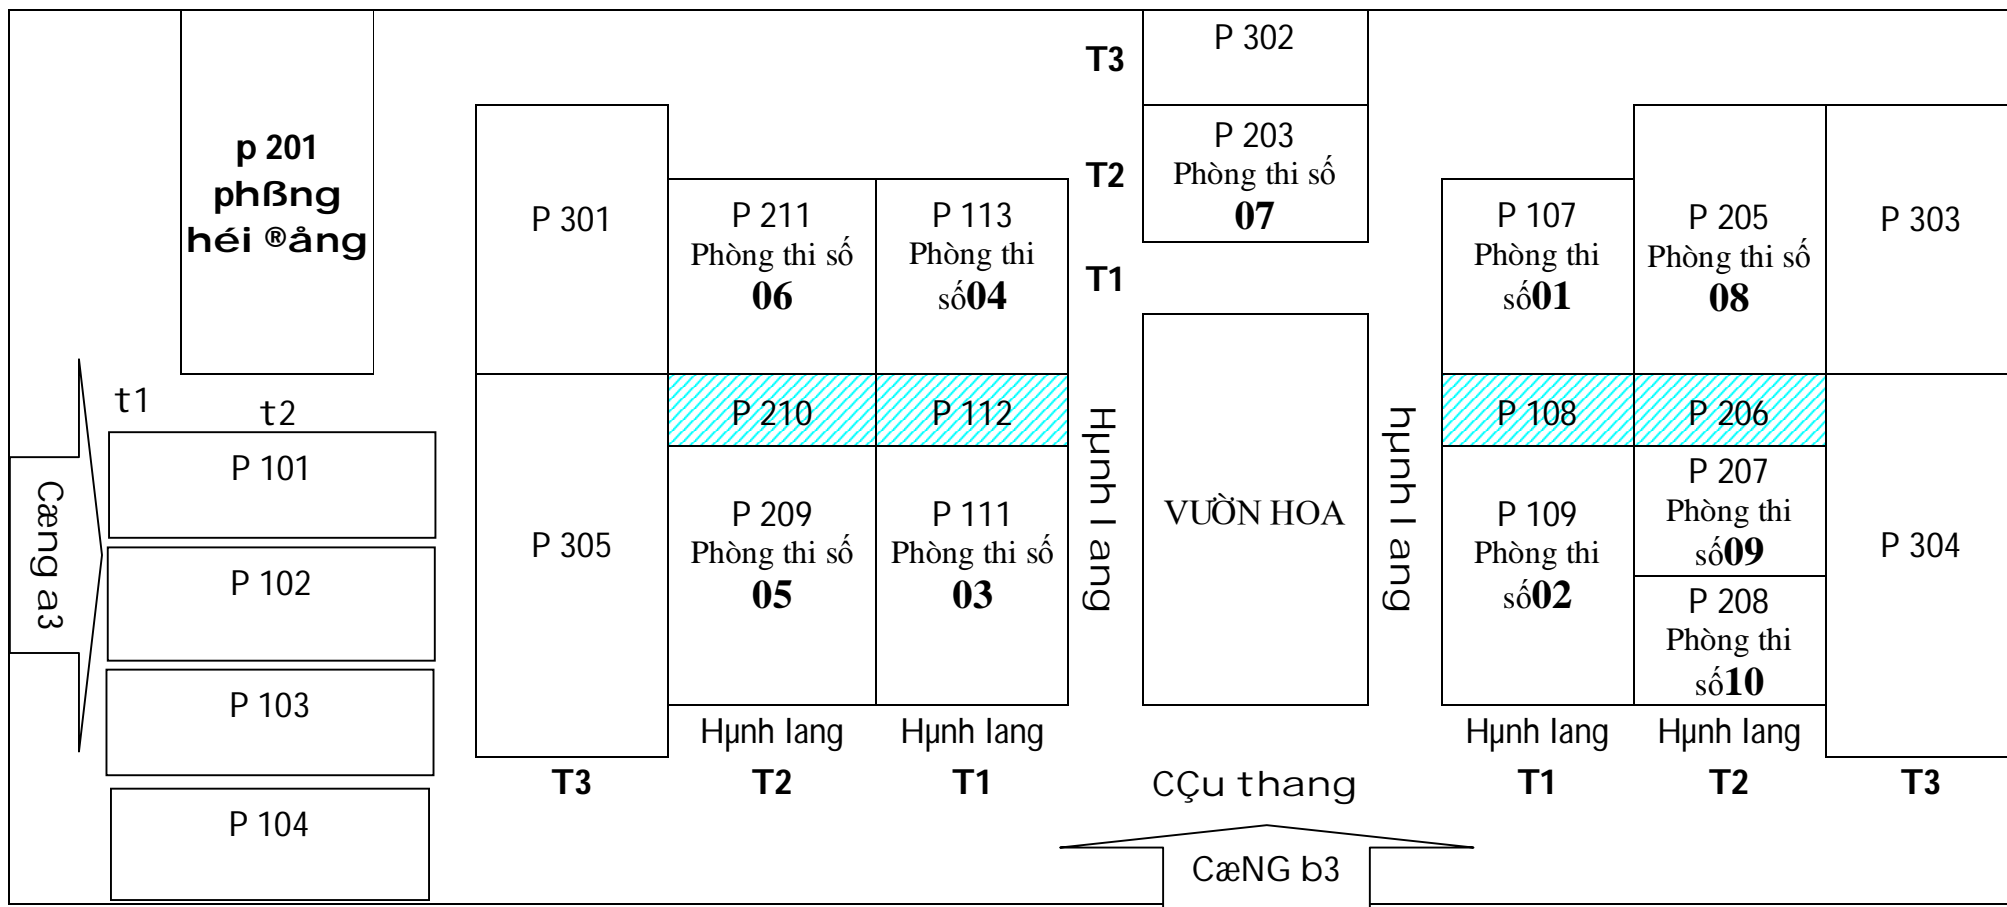 p 201
phßng
héi ®ång
t1
t2
P 101
P 102
P 103
P 104
Cæng a3
P 301
P 305
T3
P 211
Phòng thi số
06
P 210
P 209
Phòng thi số
05
Hµnh lang
T2
P 113
Phòng thi
số04
P 112
P 111
Phòng thi số
03
Hµnh lang
T1
Hµnh lang
T3
P 302
T2
P 203
Phòng thi số
07
T1
VƯỜN HOA
CÇu thang
CæNG b3
hµnh lang
P 107
Phòng thi
số01
P 108
P 109
Phòng thi
số02
Hµnh lang
T1
P 205
Phòng thi số
08
P 206
P 207
Phòng thi
số09
P 208
Phòng thi
số10
Hµnh lang
T2
P 303
P 304
T3